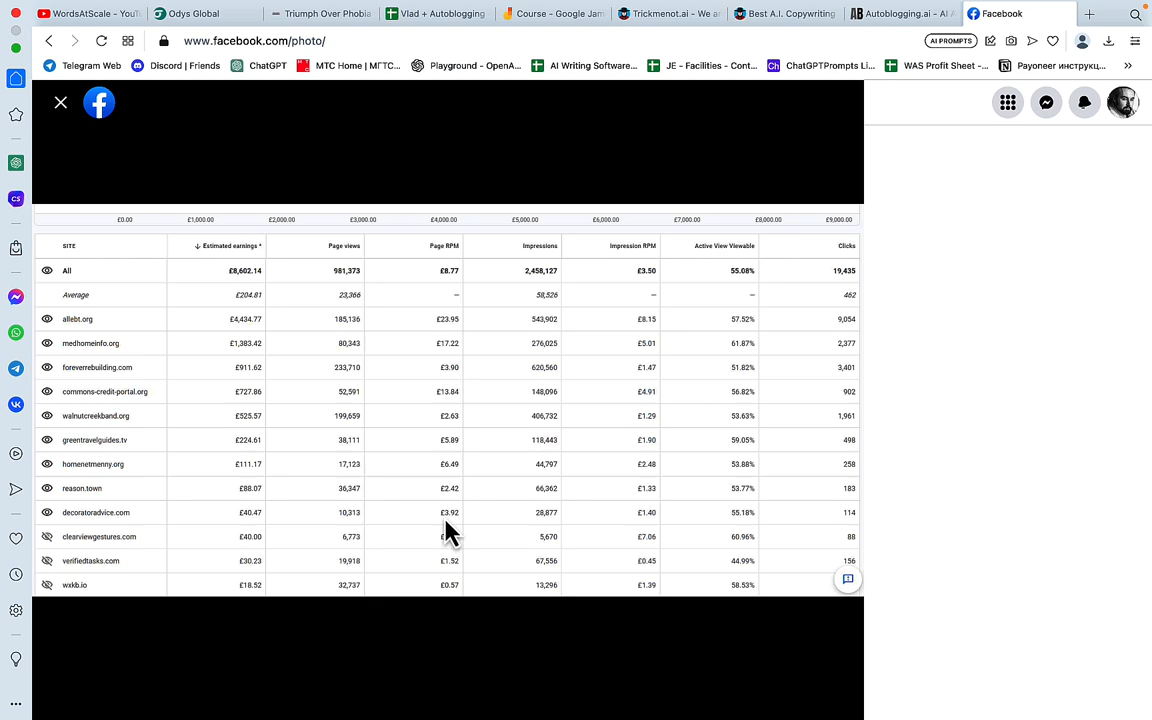 WordsAtScale - YouT
Odys Global
Triumph Over Phobia
Vlad + Autoblogging
Course - Google Jam
Trickmenot.ai - We ar
Best A.I. Copywriting
AB Autoblogging.ai - AI A
Facebook
www.facebook.com/photo/
AI PROMPTS
Telegram Web
Discord | Friends
ChatGPT
МТС Home | МГТС...
Playground - OpenA...
AI Writing Software...
JE - Facilities - Cont...
Ch ChatGPTPrompts Li...
WAS Profit Sheet -...
Payoneer инструкц...
CS
£0.00 £1,000.00 £2,000.00 £3,000.00 £4,000.00 £5,000.00 £6,000.00 £7,000.00 £8,000.00 £9,000.00
SITE Estimated earnings * Page views Page RPM Impressions Impression RPM Active View Viewable Clicks
All £8,602.14 981,373 £8.77 2,458,127 £3.50 55.08% 19,435
Average £204.81 23,366 — 58,526 — — 462
allebt.org £4,434.77 185,136 £23.95 543,902 £8.15 57.52% 9,054
medhomeinfo.org £1,383.42 80,343 £17.22 276,025 £5.01 61.87% 2,377
foreverrebuilding.com £911.62 233,710 £3.90 620,560 £1.47 51.82% 3,401
commons-credit-portal.org £727.86 52,591 £13.84 148,096 £4.91 56.82% 902
walnutcreekband.org £525.57 199,659 £2.63 406,732 £1.29 53.63% 1,961
greentravelguides.tv £224.61 38,111 £5.89 118,443 £1.90 59.05% 498
homenetmenny.org £111.17 17,123 £6.49 44,797 £2.48 53.88% 258
reason.town £88.07 36,347 £2.42 66,362 £1.33 53.77% 183
decoratoradvice.com £40.47 10,313 £3.92 28,877 £1.40 55.18% 114
clearviewgestures.com £40.00 6,773 5,670 £7.06 60.96% 88
verifiedtasks.com £30.23 19,918 £1.52 67,556 £0.45 44.99% 156
wxkb.io £18.52 32,737 £0.57 13,296 £1.39 58.53%